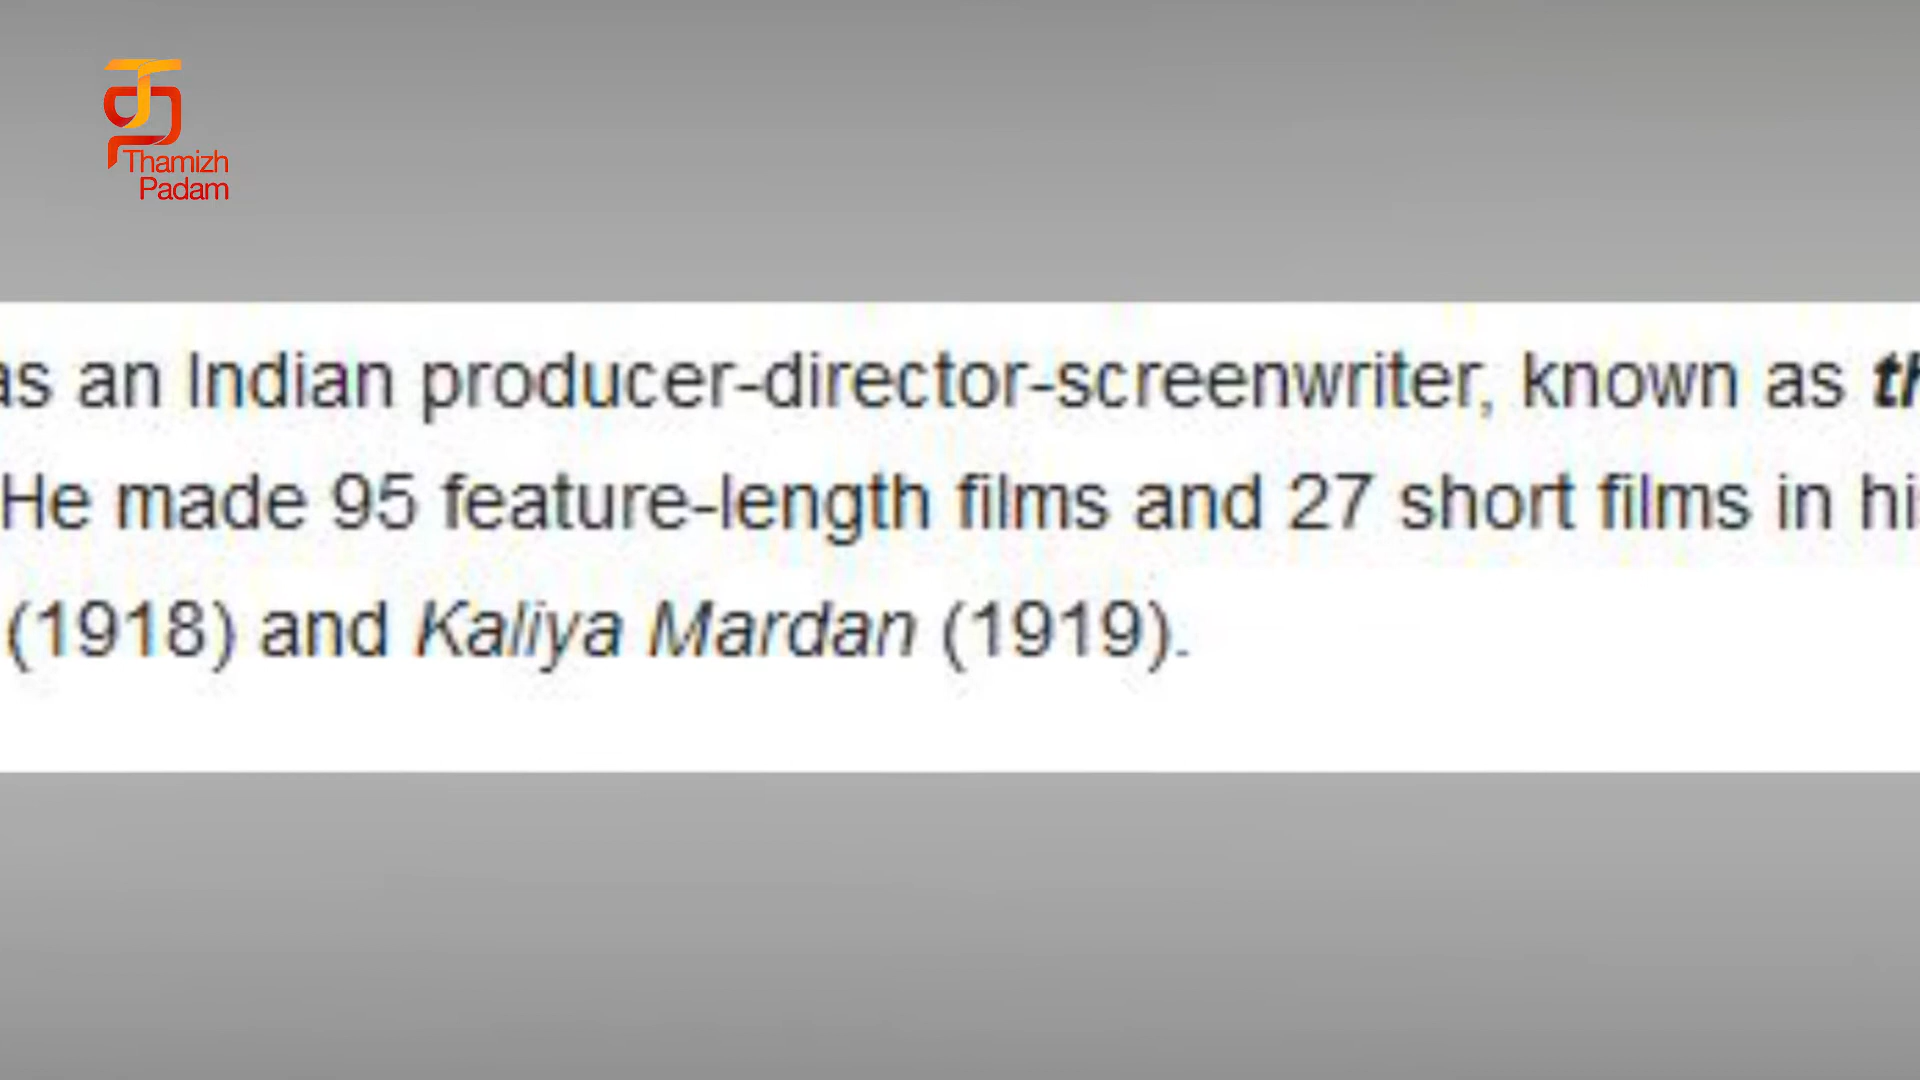 Thamizh
Padam
as an Indian producer-director-screenwriter, known as th
He made 95 feature-length films and 27 short films in hi
(1918) and Kaliya Mardan (1919).